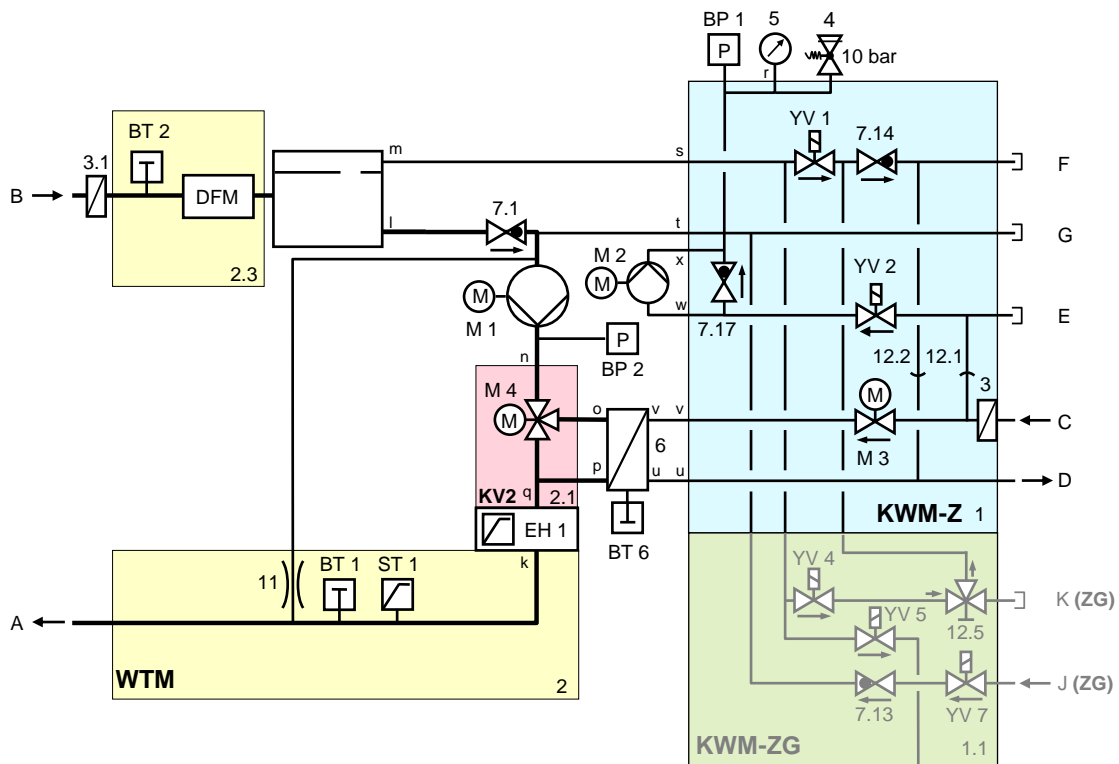 BP 1
5
4
P
r
10 bar
BT 2
YV 1
7.14
3.1
m
s
F
B
DFM
l
7.1
t
G
M 2
x
YV 2
2.3
M
M
w
E
M 1
7.17
P
n
BP 2
12.2
12.1
M 4
M
3
M
o
v
v
C
6
M 3
p
u
u
D
KV2
q
2.1
KWM-Z
1
EH 1
BT 6
k
BT 1
ST 1
YV 4
11
K (ZG)
YV 5
12.5
A
WTM
2
J (ZG)
7.13
YV 7
KWM-ZG
1.1